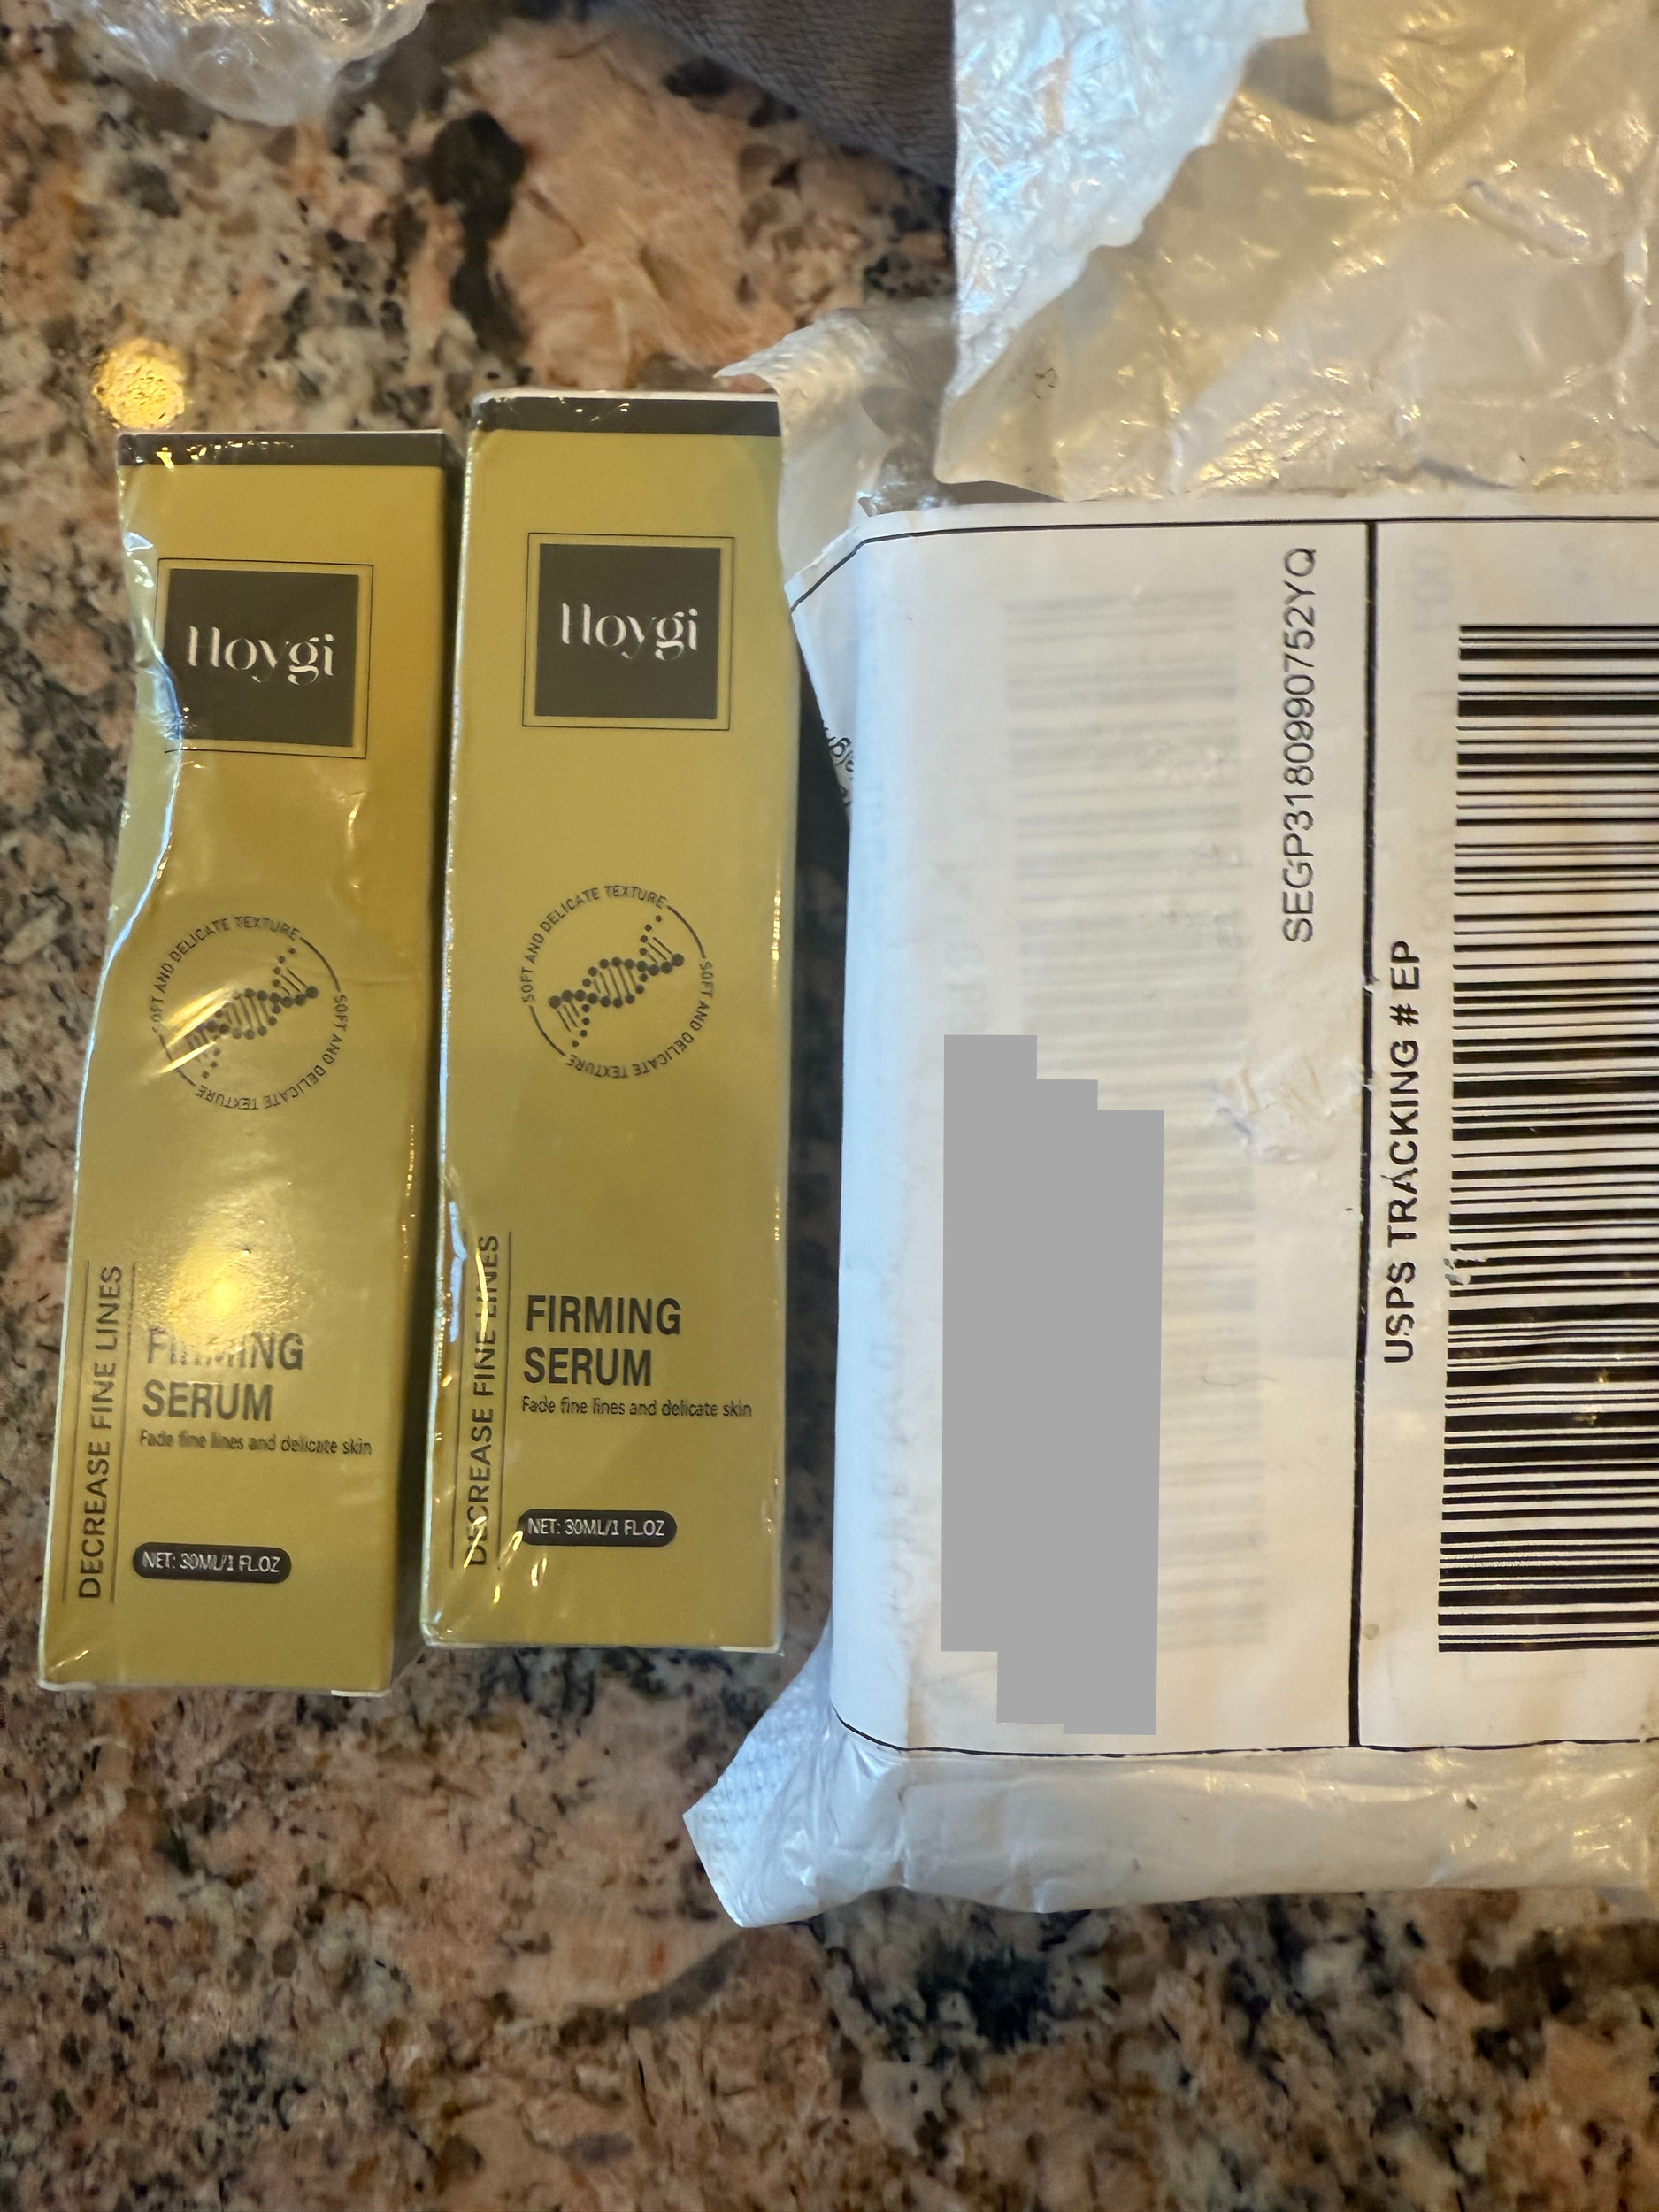 Hoygi
SOFT AND DELICATE TEXTURE
SOFT AND DELICATE TEXTURE
DECREASE FINE LINES
FIRMING
SERUM
Fade fine lines and delicate skin
NET: 30ML/1 FL.OZ
Hoygi
SOFT AND DELICATE TEXTURE
SOFT AND DELICATE TEXTURE
DECREASE FINE LINES
FIRMING
SERUM
Fade fine lines and delicate skin
NET: 30ML/1 FL.OZ
SEGP3180990752YQ
USPS TRACKING # EP